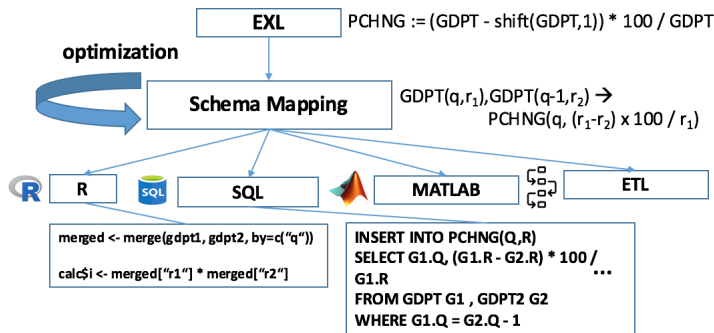 EXL
PCHNG := (GDPT - shift(GDPT,1)) * 100 / GDPT
optimization
Schema Mapping
GDPT(q,r₁),GDPT(q-1,r₂) →
PCHNG(q, (r₁-r₂) x 100 / r₁)
R
R
SQL
SQL
MATLAB
ETL
merged <- merge(gdpt1, gdpt2, by=c("q"))
calc$i <- merged["r1"] * merged["r2"]
INSERT INTO PCHNG(Q,R)
SELECT G1.Q, (G1.R - G2.R) * 100 /
G1.R
...
FROM GDPT G1 , GDPT2 G2
WHERE G1.Q = G2.Q - 1